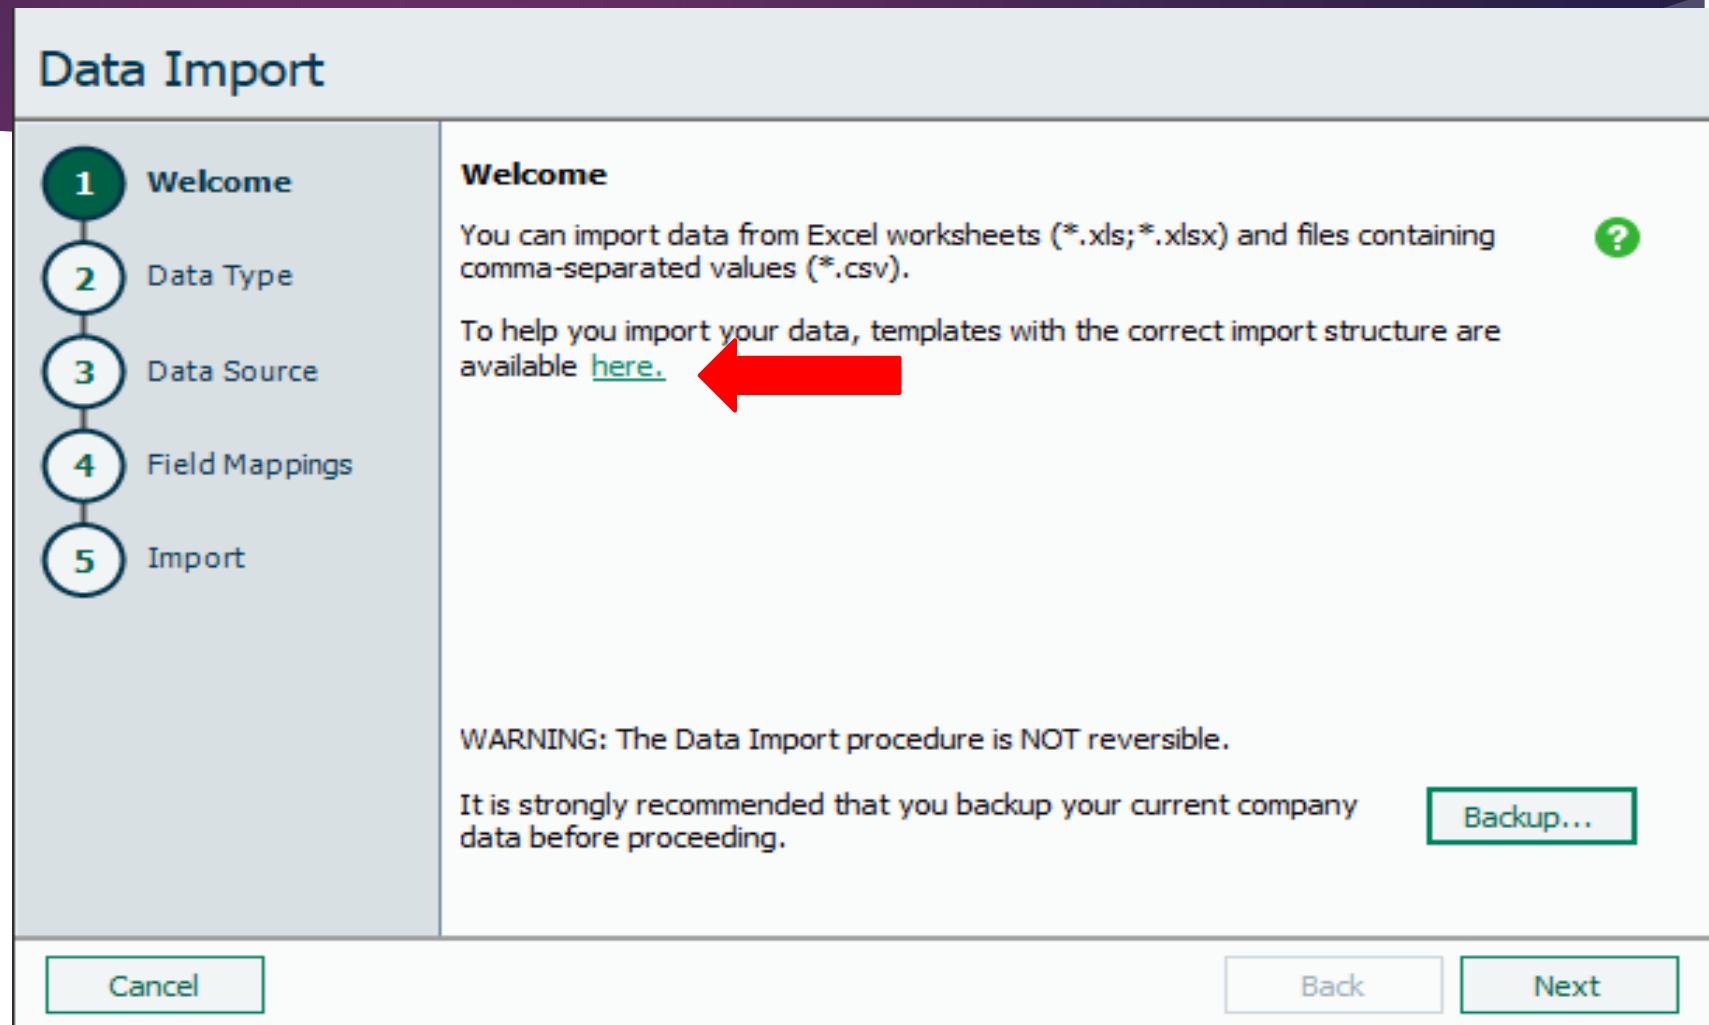 Data Import
1 Welcome
2 Data Type
3 Data Source
4 Field Mappings
5 Import
Welcome
You can import data from Excel worksheets (*.xls;*.xlsx) and files containing
comma-separated values (*.csv).
?
To help you import your data, templates with the correct import structure are
available here.
WARNING: The Data Import procedure is NOT reversible.
It is strongly recommended that you backup your current company
data before proceeding.
Backup...
Cancel
Back
Next